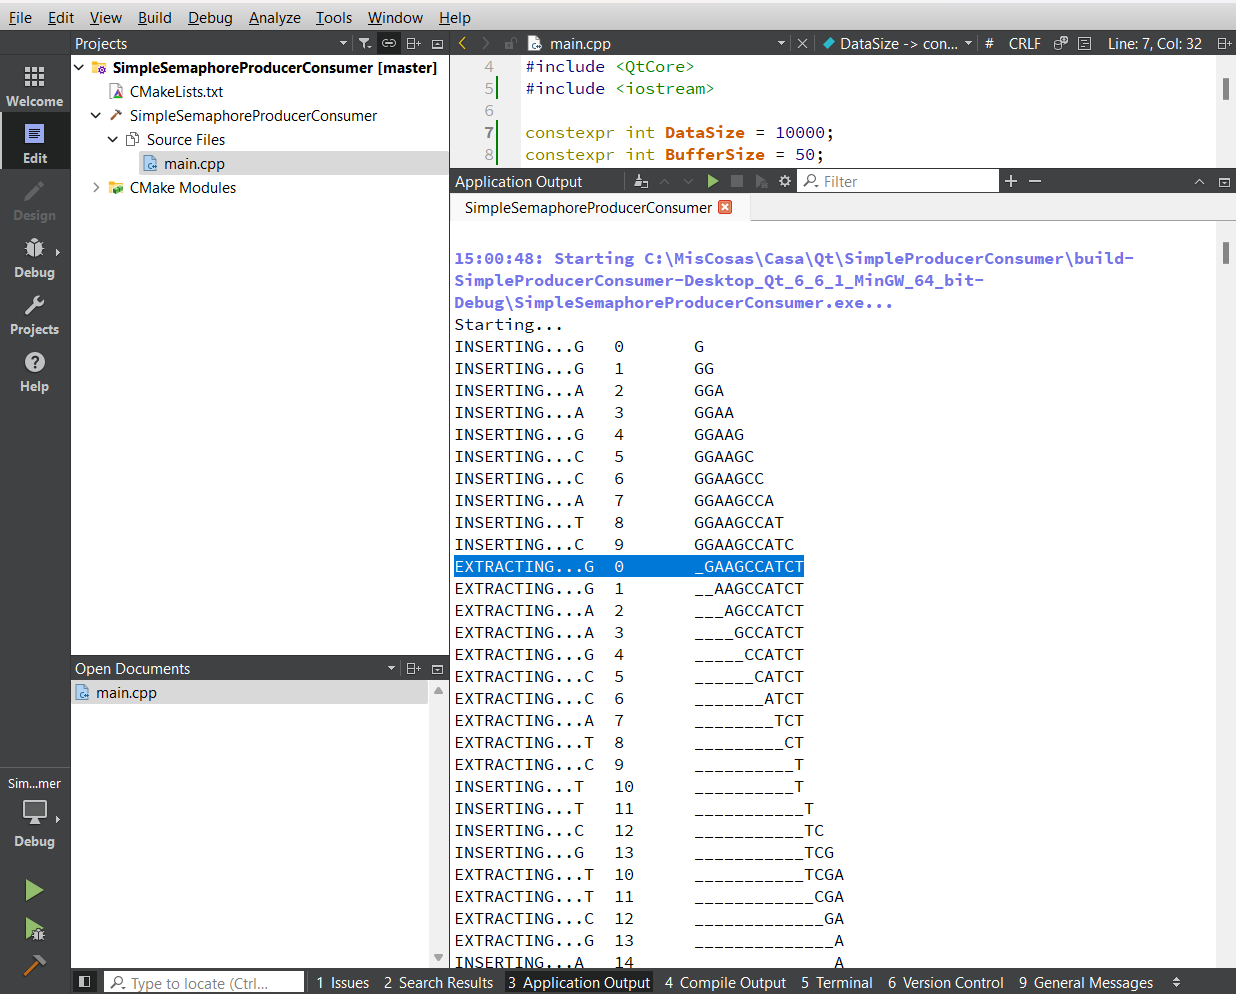 File Edit View Build Debug Analyze Tools Window Help
Projects
main.cpp
DataSize -> con...
# CRLF
Line: 7, Col: 32
Welcome
Edit
Design
Debug
Projects
Help
SimpleSemaphoreProducerConsumer [master]
CMakeLists.txt
SimpleSemaphoreProducerConsumer
Source Files
main.cpp
CMake Modules
4 #include <QtCore>
5 #include <iostream>
6
7 constexpr int DataSize = 10000;
8 constexpr int BufferSize = 50;
Application Output
Filter
SimpleSemaphoreProducerConsumer
15:00:48: Starting C:\MisCosas\Casa\Qt\SimpleProducerConsumer\build-
SimpleProducerConsumer-Desktop_Qt_6_6_1_MinGW_64_bit-
Debug\SimpleSemaphoreProducerConsumer.exe...
Starting...
INSERTING...G 0 G
INSERTING...G 1 GG
INSERTING...A 2 GGA
INSERTING...A 3 GGAA
INSERTING...G 4 GGAAG
INSERTING...C 5 GGAAGC
INSERTING...C 6 GGAAGCC
INSERTING...A 7 GGAAGCCA
INSERTING...T 8 GGAAGCCAT
INSERTING...C 9 GGAAGCCATC
EXTRACTING...G 0 _GAAGCCATCT
EXTRACTING...G 1 __AAGCCATCT
EXTRACTING...A 2 ___AGCCATCT
EXTRACTING...A 3 ____GCCATCT
EXTRACTING...G 4 _____CCATCT
EXTRACTING...C 5 ______CATCT
EXTRACTING...C 6 _______ATCT
EXTRACTING...A 7 ________TCT
EXTRACTING...T 8 _________CT
EXTRACTING...C 9 __________T
INSERTING...T 10 __________T
INSERTING...T 11 ___________T
INSERTING...C 12 ___________TC
INSERTING...G 13 ___________TCG
EXTRACTING...T 10 ___________TCGA
EXTRACTING...T 11 ____________CGA
EXTRACTING...C 12 _____________GA
EXTRACTING...G 13 ______________A
INSERTING...A 14 A
Open Documents
main.cpp
Sim...mer
Debug
Type to locate (Ctrl...
1 Issues 2 Search Results 3 Application Output 4 Compile Output 5 Terminal 6 Version Control 9 General Messages